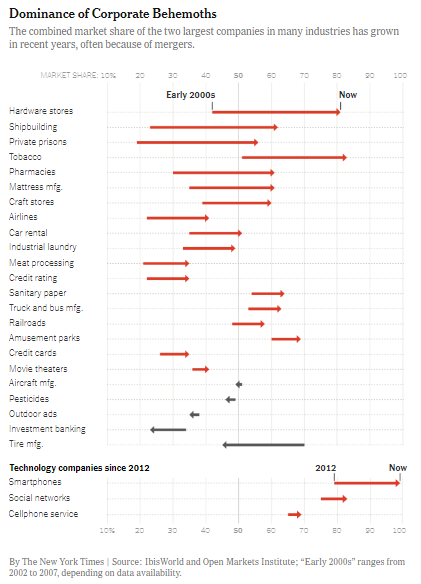 Dominance of Corporate Behemoths
The combined market share of the two largest companies in many industries has grown
in recent years, often because of mergers.
MARKET SHARE: 10% 20 30 40 50 60 70 80 90 100
Early 2000s Now
Hardware stores
Shipbuilding
Private prisons
Tobacco
Pharmacies
Mattress mfg.
Craft stores
Airlines
Car rental
Industrial laundry
Meat processing
Credit rating
Sanitary paper
Truck and bus mfg.
Railroads
Amusement parks
Credit cards
Movie theaters
Aircraft mfg.
Pesticides
Outdoor ads
Investment banking
Tire mfg.
Technology companies since 2012 2012 Now
Smartphones
Social networks
Cellphone service
10% 20 30 40 50 60 70 80 90 100
By The New York Times | Source: IbisWorld and Open Markets Institute; “Early 2000s” ranges from
2002 to 2007, depending on data availability.